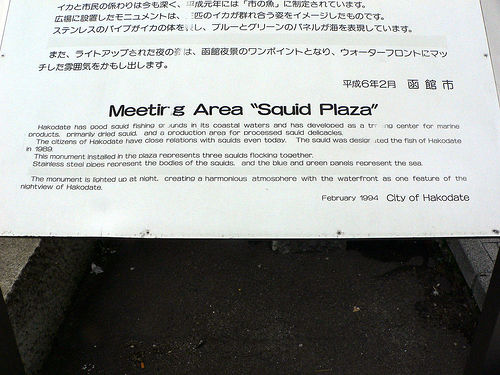 イカと市民の係わりは今も深く、平成元年には「市の魚」に制定されています。
広場に設置したモニュメントは、三匹のイカが群れ合う姿をイメージしたものです。
ステンレスのパイプがイカの体を表し、ブルーとグリーンのパネルが海を表現しています。
また、ライトアップされた夜の姿は、函館夜景のワンポイントとなり、ウォーターフロントにマッ
チした雰囲気をかもし出します。
平成6年2月 函館市
Meeting Area "Squid Plaza"
Hakodate has good squid fishing grounds in its coastal waters and has developed as a trading center for marine
products, primarily dried squid, and a production area for processed squid delicacies.
The citizens of Hakodate have close relations with squids even today. The squid was designated the fish of Hakodate
in 1989.
This monument installed in the plaza represents three squids flocking together.
Stainless steel pipes represent the bodies of the squids, and the blue and green panels represent the sea.
The monument is lighted up at night, creating a harmonious atmosphere with the waterfront as one feature of the
nightview of Hakodate.
February 1994 City of Hakodate